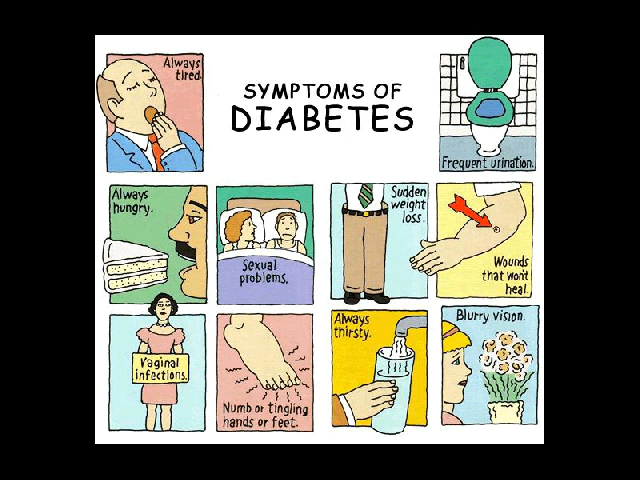 Always
tired.
SYMPTOMS OF
DIABETES
Frequent urination.
Always
hungry.
Sexual
problems.
Sudden
weight
loss.
Wounds
that won't
heal.
Vaginal
infections.
Numb or tingling
hands or feet.
Always
thirsty.
Blurry vision.